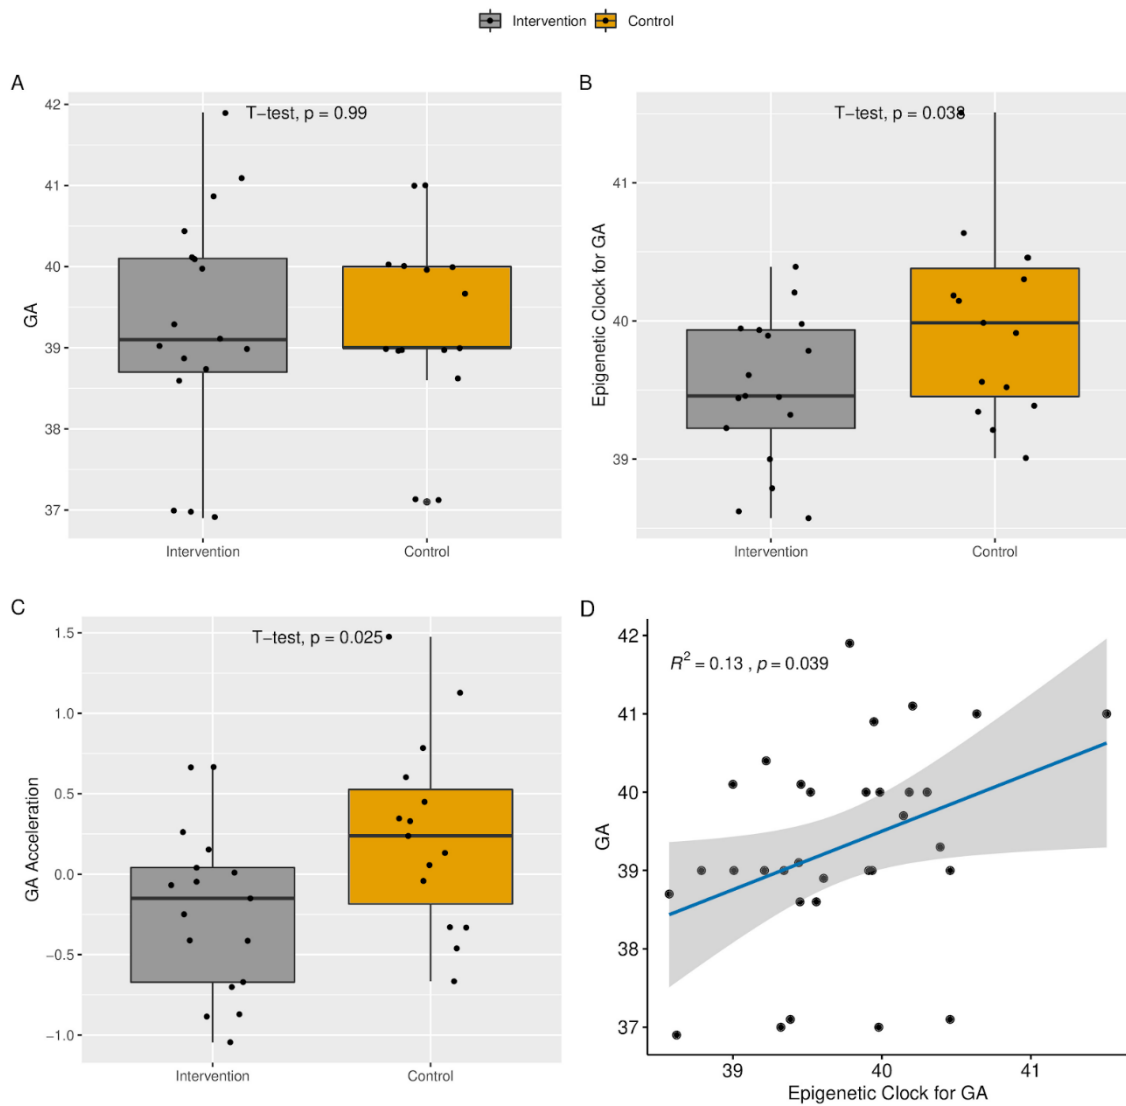 Intervention Control
A
T-test, p = 0.99
42
41
40
39
38
37
GA
Intervention Control
B
T-test, p = 0.038
41
40
39
Epigenetic Clock for GA
Intervention Control
C
T-test, p = 0.025
1.5
1.0
0.5
0.0
-0.5
-1.0
GA Acceleration
Intervention Control
D
R² = 0.13 , p = 0.039
42
41
40
39
38
37
GA
39 40 41
Epigenetic Clock for GA